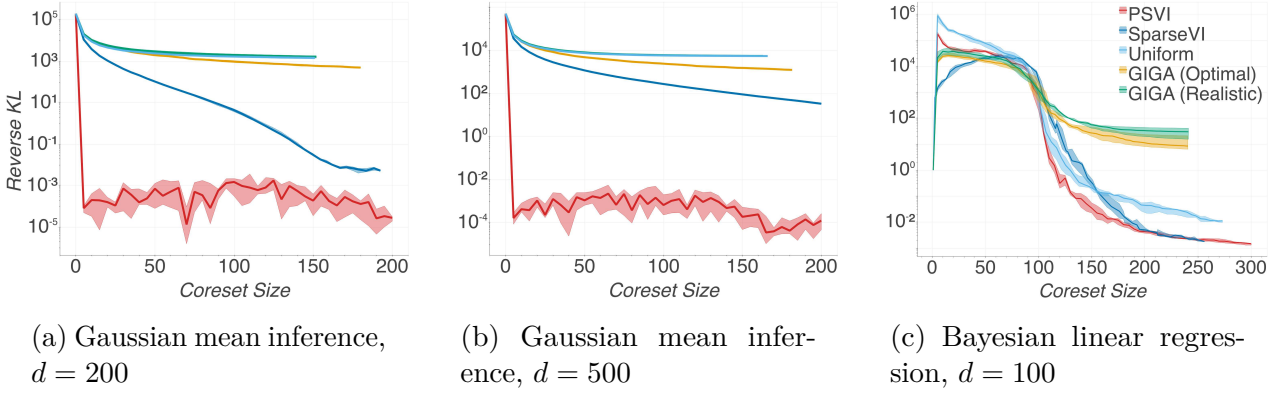 10^5
10^3
10^1
10^-1
10^-3
10^-5
Reverse KL
0 50 100 150 200
Coreset Size
10^4
10^2
10^0
10^-2
10^-4
0 50 100 150 200
Coreset Size
10^6
10^4
10^2
10^0
10^-2
PSVI
SparseVI
Uniform
GIGA (Optimal)
GIGA (Realistic)
0 50 100 150 200 250 300
Coreset Size
(a) Gaussian mean inference,
d = 200
(b) Gaussian mean infer-
ence, d = 500
(c) Bayesian linear regres-
sion, d = 100